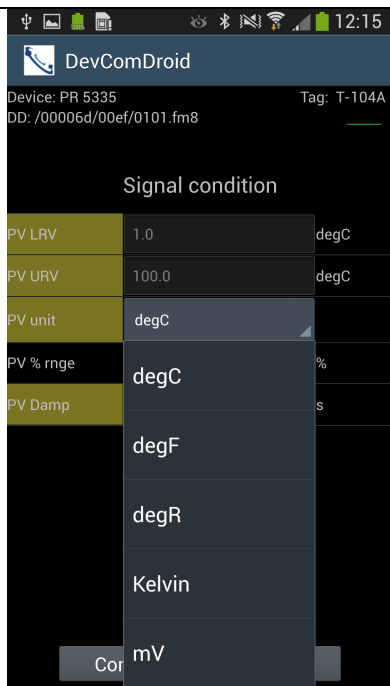 12:15
DevComDroid
Device: PR 5335 Tag: T-104A
DD: /00006d/00ef/0101.fm8
Signal condition
PV LRV 1.0 degC
PV URV 100.0 degC
PV unit degC
PV % rnge %
degC
PV Damp s
degF
degR
Kelvin
mV